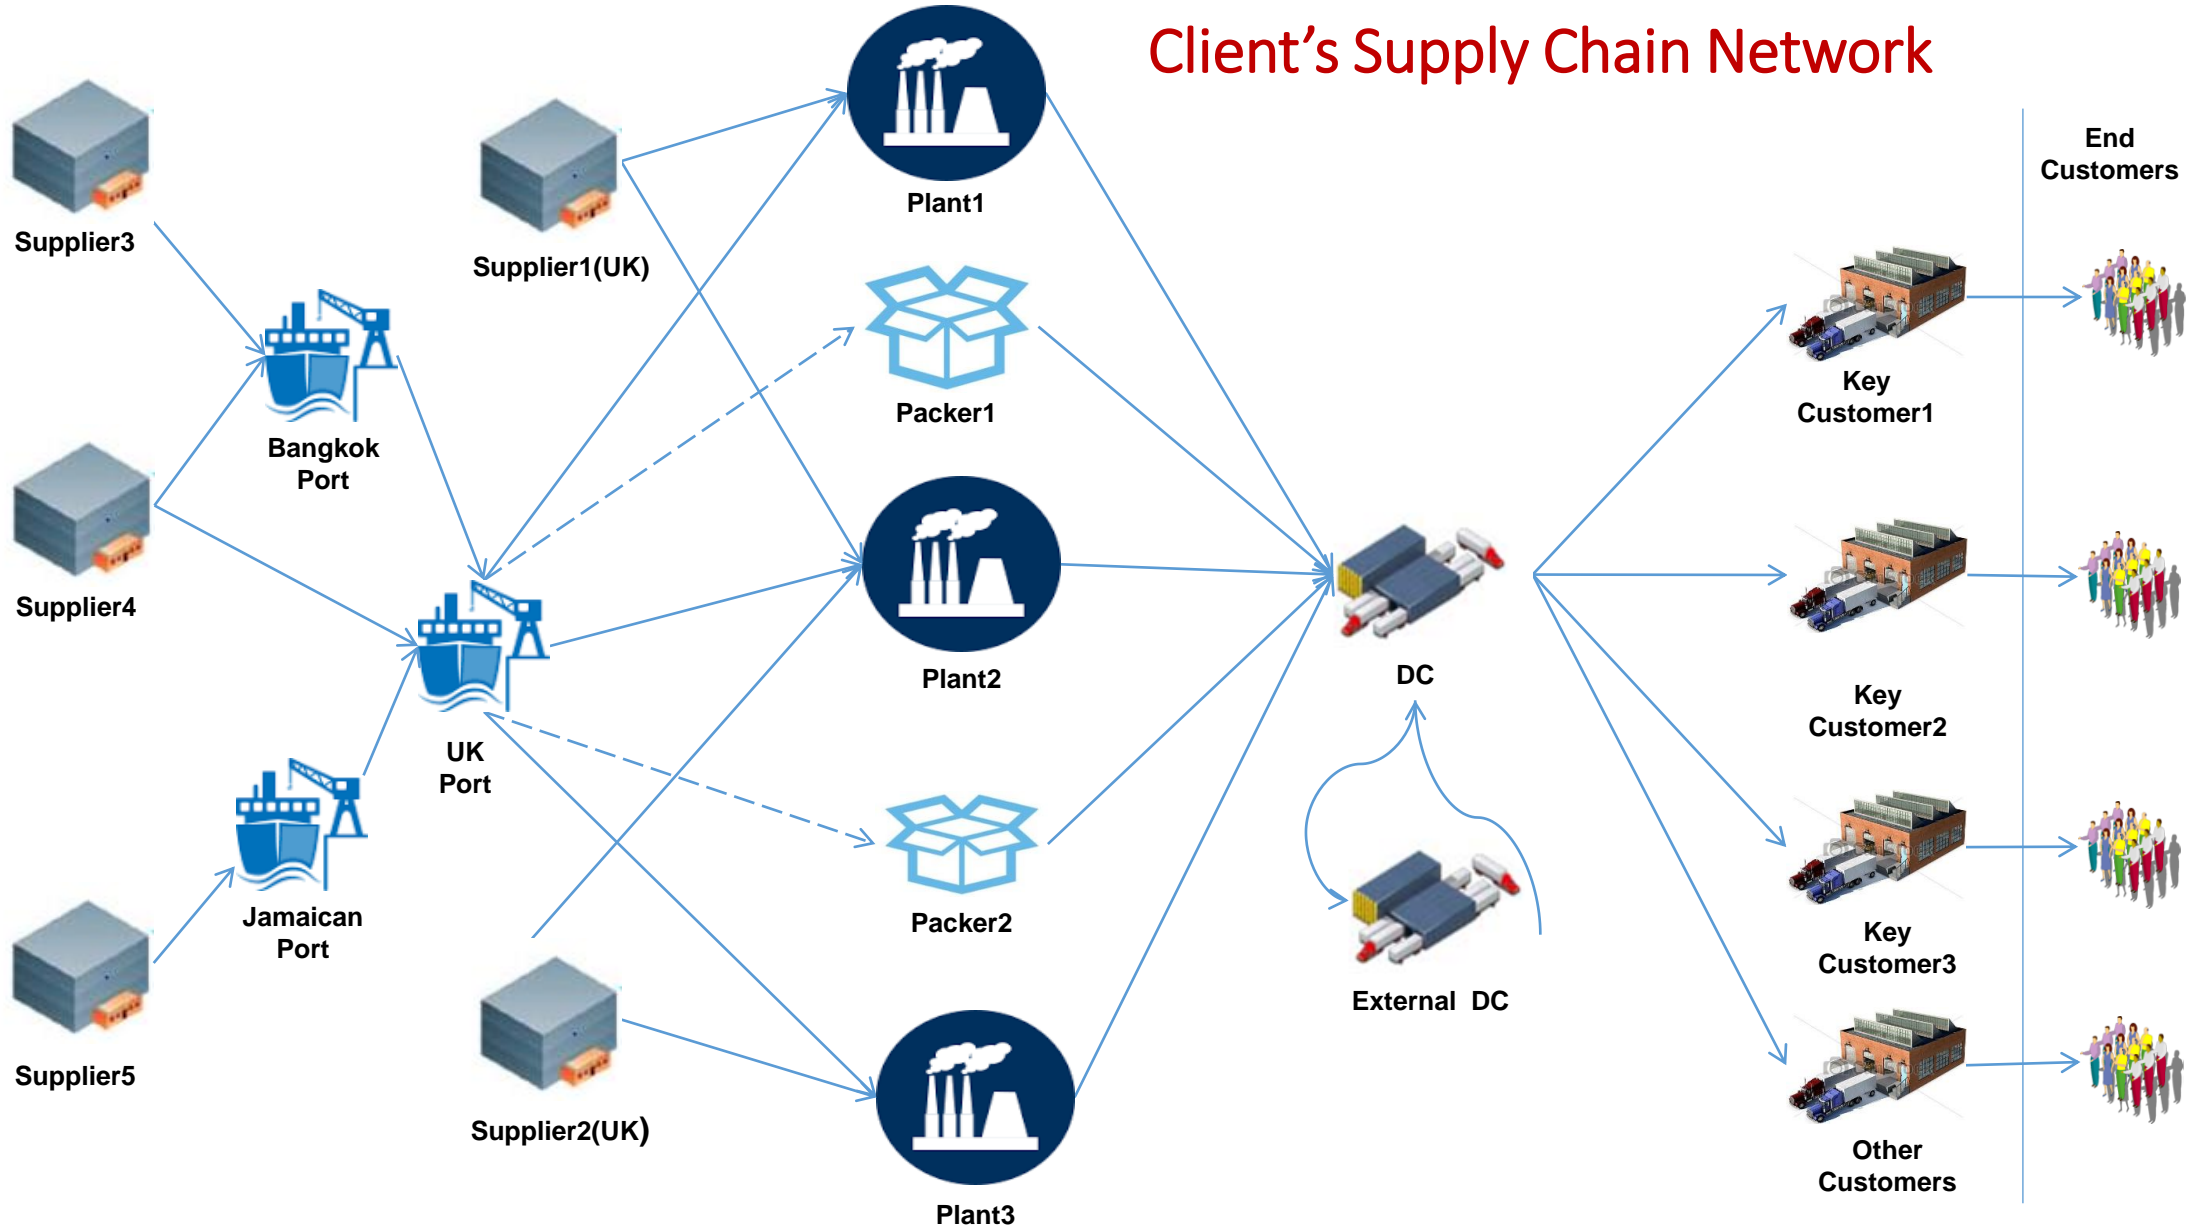 Client’s Supply Chain Network
End
Customers
Supplier3
Supplier1(UK)
Plant1
Packer1
Key
Customer1
Bangkok
Port
Supplier4
Plant2
DC
Key
Customer2
UK
Port
Jamaican
Port
Packer2
Key
Customer3
External DC
Supplier5
Supplier2(UK)
Other
Customers
Plant3